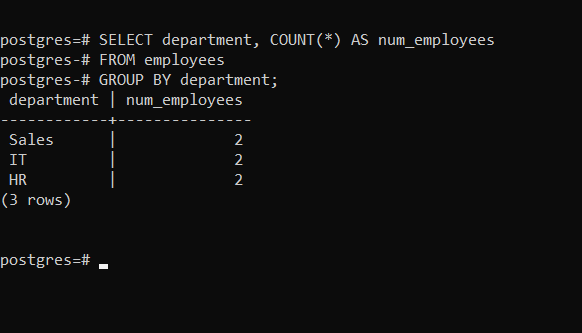 postgres=# SELECT department, COUNT(*) AS num_employees
postgres-# FROM employees
postgres-# GROUP BY department;
 department | num_employees
------------+---------------
 Sales      |             2
 IT         |             2
 HR         |             2
(3 rows)
postgres=#